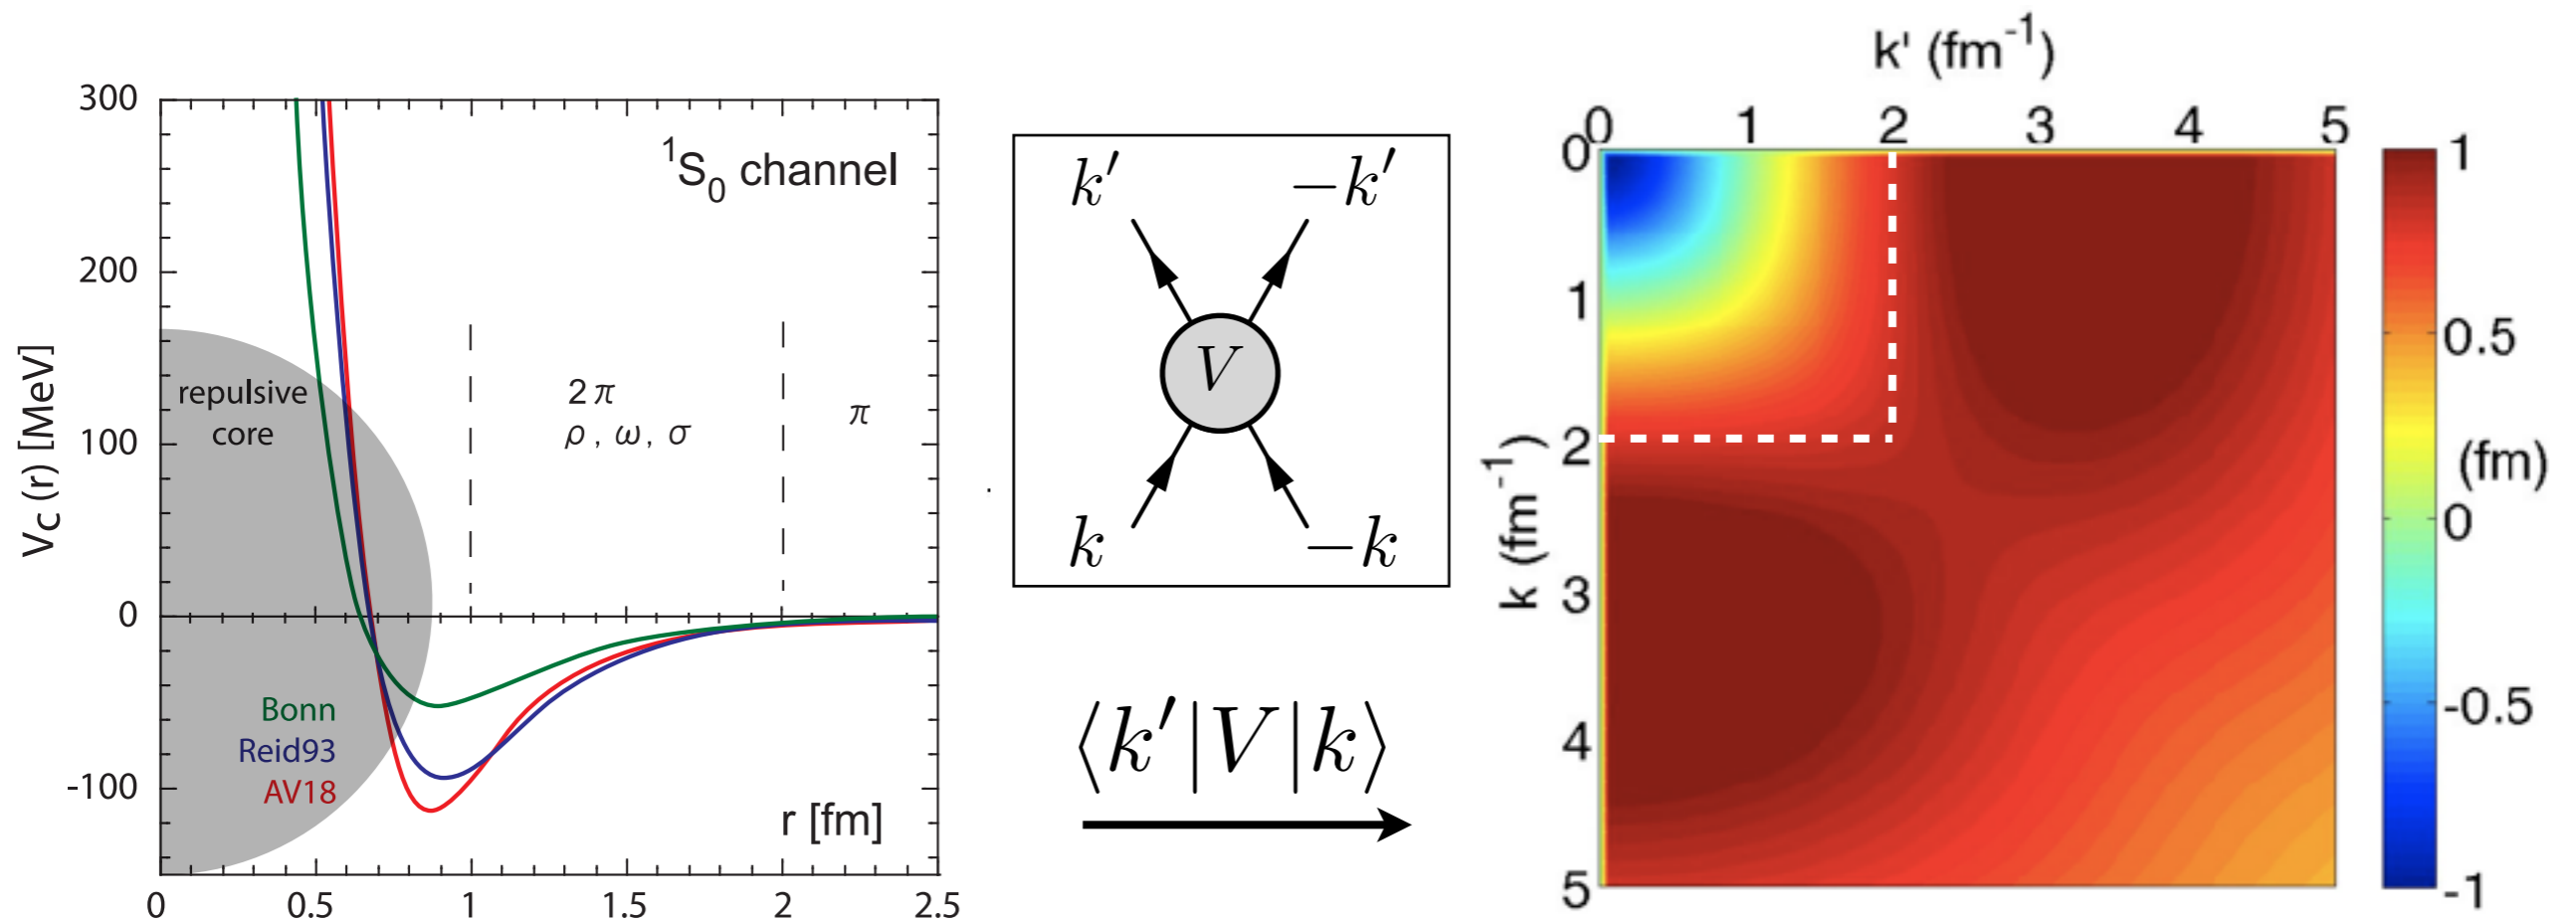 300
200
100
0
-100
Vc (r) [MeV]
¹S₀ channel
repulsive
core
2π
ρ , ω, σ
π
Bonn
Reid93
AV18
r [fm]
0 0.5 1 1.5 2 2.5
k′ −k′
V
k −k
⟨k′|V|k⟩
k' (fm⁻¹)
0 1 2 3 4 5
0
1
2
3
4
5
k (fm⁻¹)
1
0.5
0
-0.5
-1
(fm)